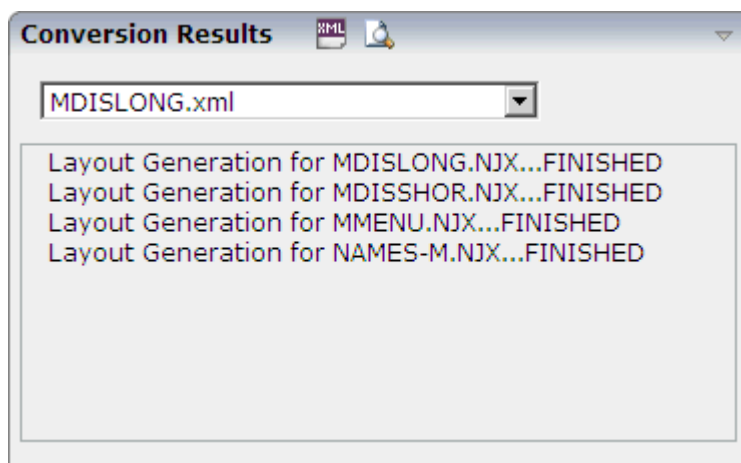 Conversion Results XML
MDISLONG.xml
Layout Generation for MDISLONG.NJX...FINISHED
Layout Generation for MDISSHOR.NJX...FINISHED
Layout Generation for MMENU.NJX...FINISHED
Layout Generation for NAMES-M.NJX...FINISHED